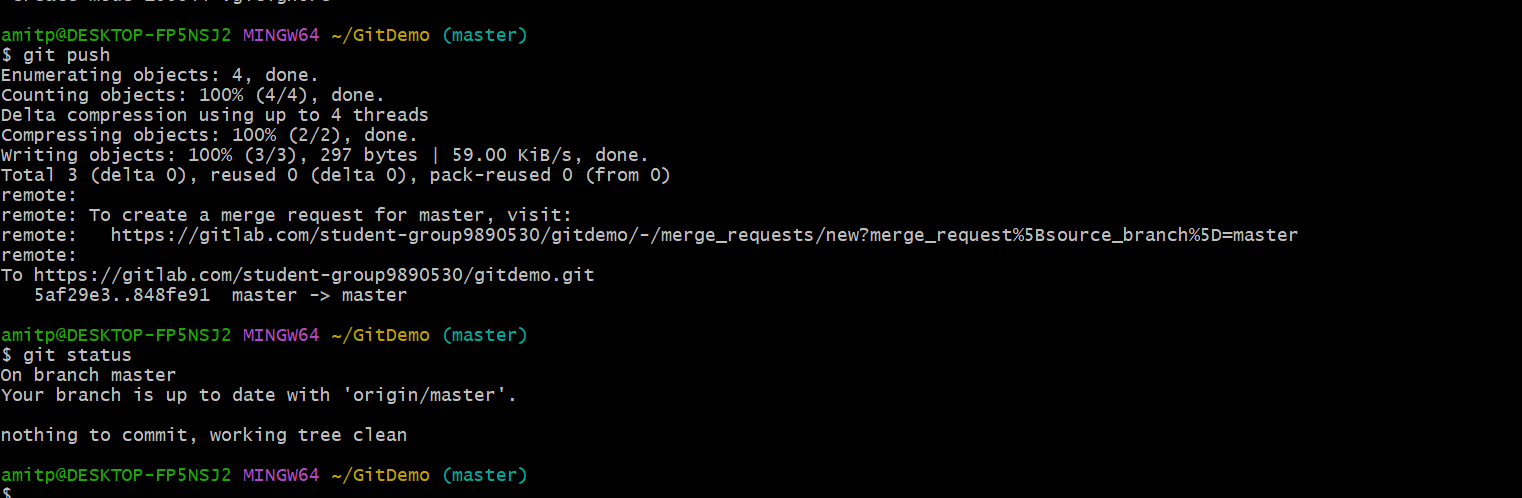 amitp@DESKTOP-FP5NSJ2 MINGW64 ~/GitDemo (master)
$ git push
Enumerating objects: 4, done.
Counting objects: 100% (4/4), done.
Delta compression using up to 4 threads
Compressing objects: 100% (2/2), done.
Writing objects: 100% (3/3), 297 bytes | 59.00 KiB/s, done.
Total 3 (delta 0), reused 0 (delta 0), pack-reused 0 (from 0)
remote:
remote: To create a merge request for master, visit:
remote:   https://gitlab.com/student-group9890530/gitdemo/-/merge_requests/new?merge_request%5Bsource_branch%5D=master
remote:
To https://gitlab.com/student-group9890530/gitdemo.git
   5af29e3..848fe91  master -> master
amitp@DESKTOP-FP5NSJ2 MINGW64 ~/GitDemo (master)
$ git status
On branch master
Your branch is up to date with 'origin/master'.
nothing to commit, working tree clean
amitp@DESKTOP-FP5NSJ2 MINGW64 ~/GitDemo (master)
$